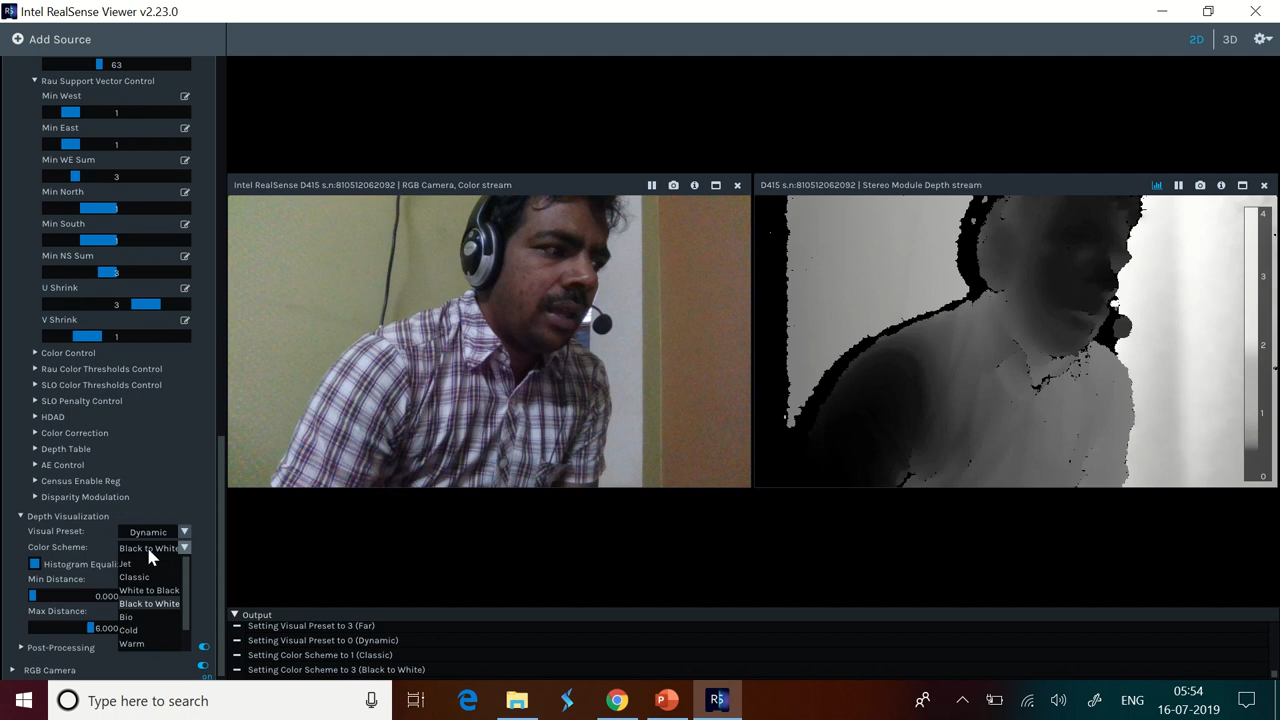 Intel RealSense Viewer v2.23.0
Add Source
2D
3D
63
Rau Support Vector Control
Min West
1
Min East
1
Min WE Sum
3
Min North
1
Min South
1
Min NS Sum
3
U Shrink
3
V Shrink
1
Color Control
Rau Color Thresholds Control
SLO Color Thresholds Control
SLO Penalty Control
HDAD
Color Correction
Depth Table
AE Control
Census Enable Reg
Disparity Modulation
Depth Visualization
Visual Preset: Dynamic
Color Scheme: Black to White
Jet
Classic
White to Black
Black to White
Bio
Cold
Warm
Histogram Equali
Min Distance:
0.000
Max Distance:
6.000
Post-Processing
RGB Camera
on
Intel RealSense D415 s.n:810512062092 | RGB Camera, Color stream
D415 s.n:810512062092 | Stereo Module Depth stream
4
3
2
1
0
Output
Setting Visual Preset to 3 (Far)
Setting Visual Preset to 0 (Dynamic)
Setting Color Scheme to 1 (Classic)
Setting Color Scheme to 3 (Black to White)
Type here to search
RS
ENG
05:54
16-07-2019